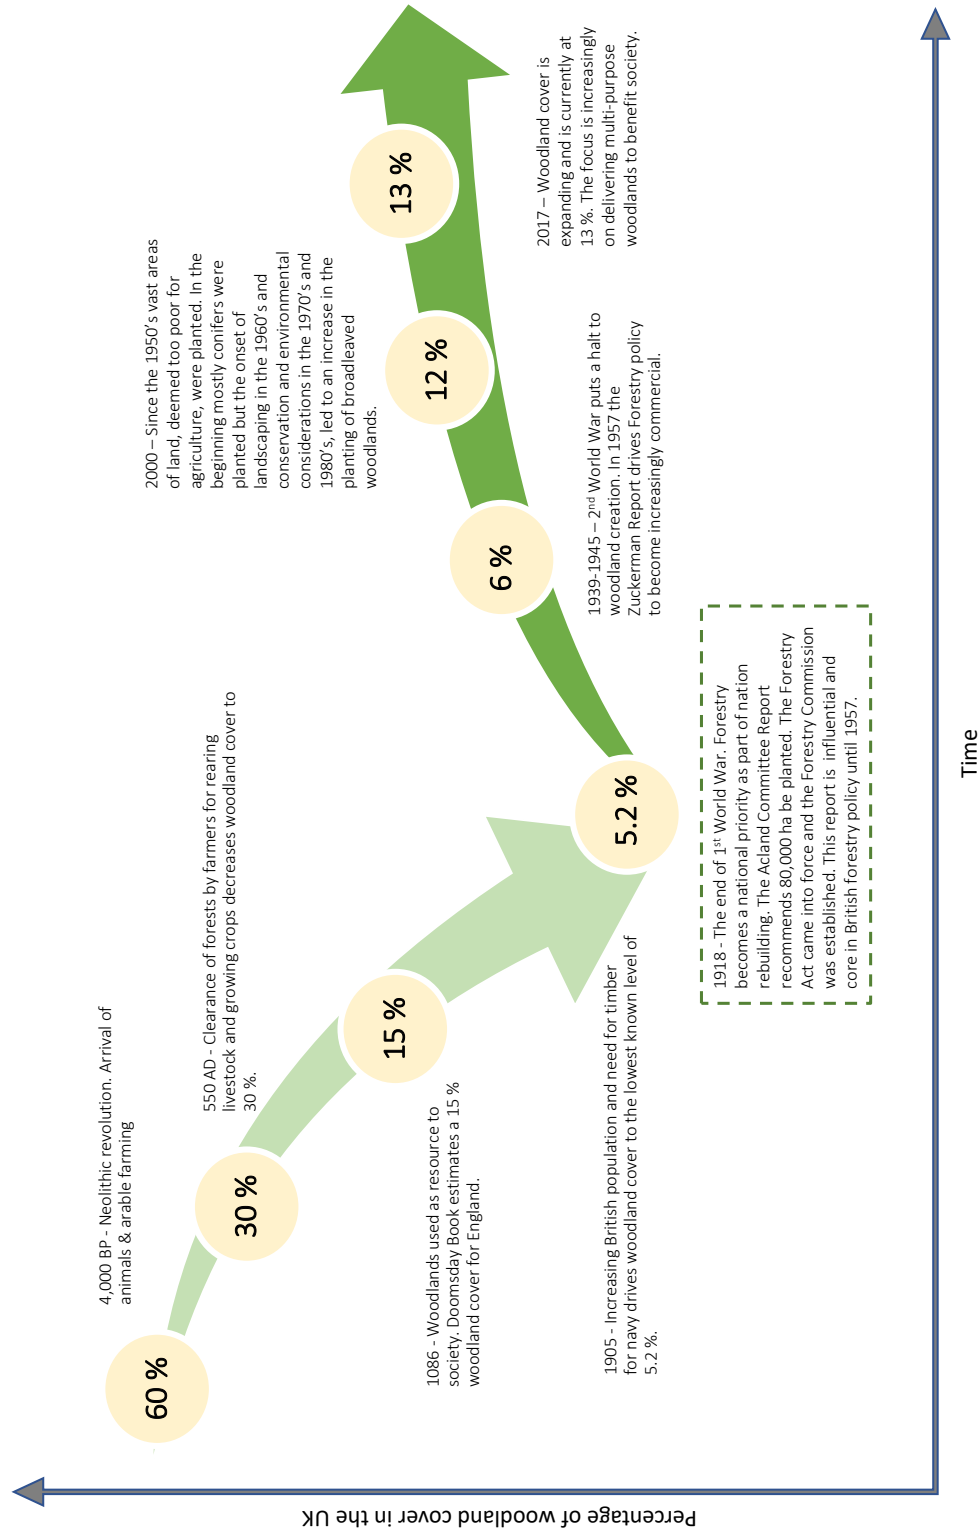 Percentage of woodland cover in the UK
60 %
4,000 BP - Neolithic revolution. Arrival of
animals & arable farming
30 %
550 AD - Clearance of forests by farmers for rearing
livestock and growing crops decreases woodland cover to
30 %.
15 %
1086 - Woodlands used as resource to
society. Doomsday Book estimates a 15 %
woodland cover for England.
1905 - Increasing British population and need for timber
for navy drives woodland cover to the lowest known level of
5.2 %.
5.2 %
1918 - The end of 1st World War. Forestry
becomes a national priority as part of nation
rebuilding. The Acland Committee Report
recommends 80,000 ha be planted. The Forestry
Act came into force and the Forestry Commission
was established. This report is influential and
core in British forestry policy until 1957.
6 %
1939-1945 – 2nd World War puts a halt to
woodland creation. In 1957 the
Zuckerman Report drives Forestry policy
to become increasingly commercial.
2000 – Since the 1950's vast areas
of land, deemed too poor for
agriculture, were planted. In the
beginning mostly conifers were
planted but the onset of
landscaping in the 1960's and
conservation and environmental
considerations in the 1970's and
1980's, led to an increase in the
planting of broadleaved
woodlands.
12 %
13 %
2017 – Woodland cover is
expanding and is currently at
13 %. The focus is increasingly
on delivering multi-purpose
woodlands to benefit society.
Time